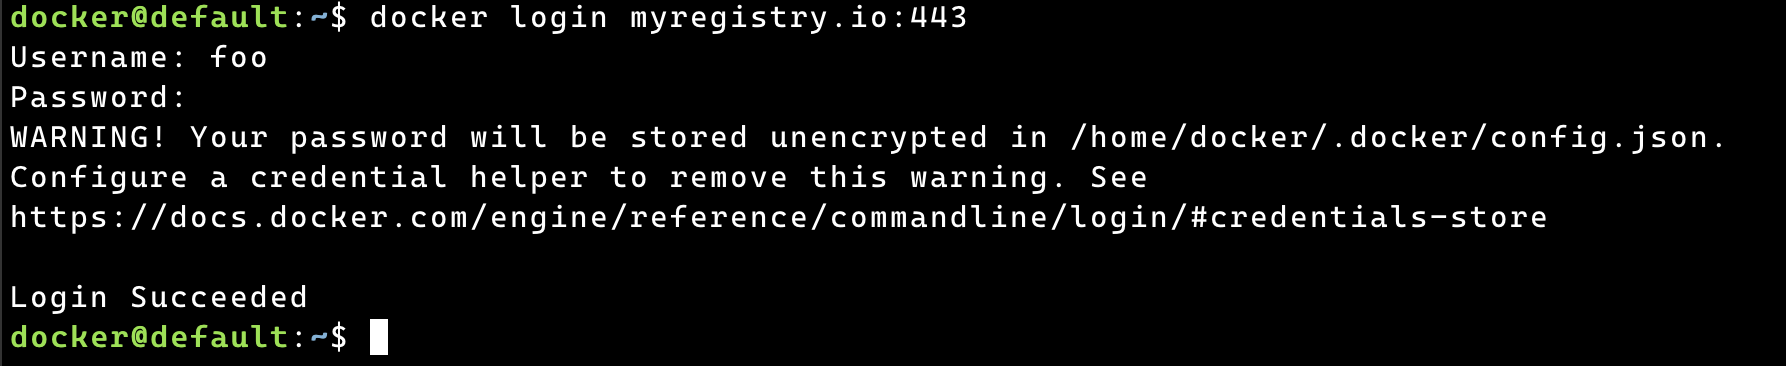 docker@default:~$ docker login myregistry.io:443
Username: foo
Password:
WARNING! Your password will be stored unencrypted in /home/docker/.docker/config.json.
Configure a credential helper to remove this warning. See
https://docs.docker.com/engine/reference/commandline/login/#credentials-store

Login Succeeded
docker@default:~$